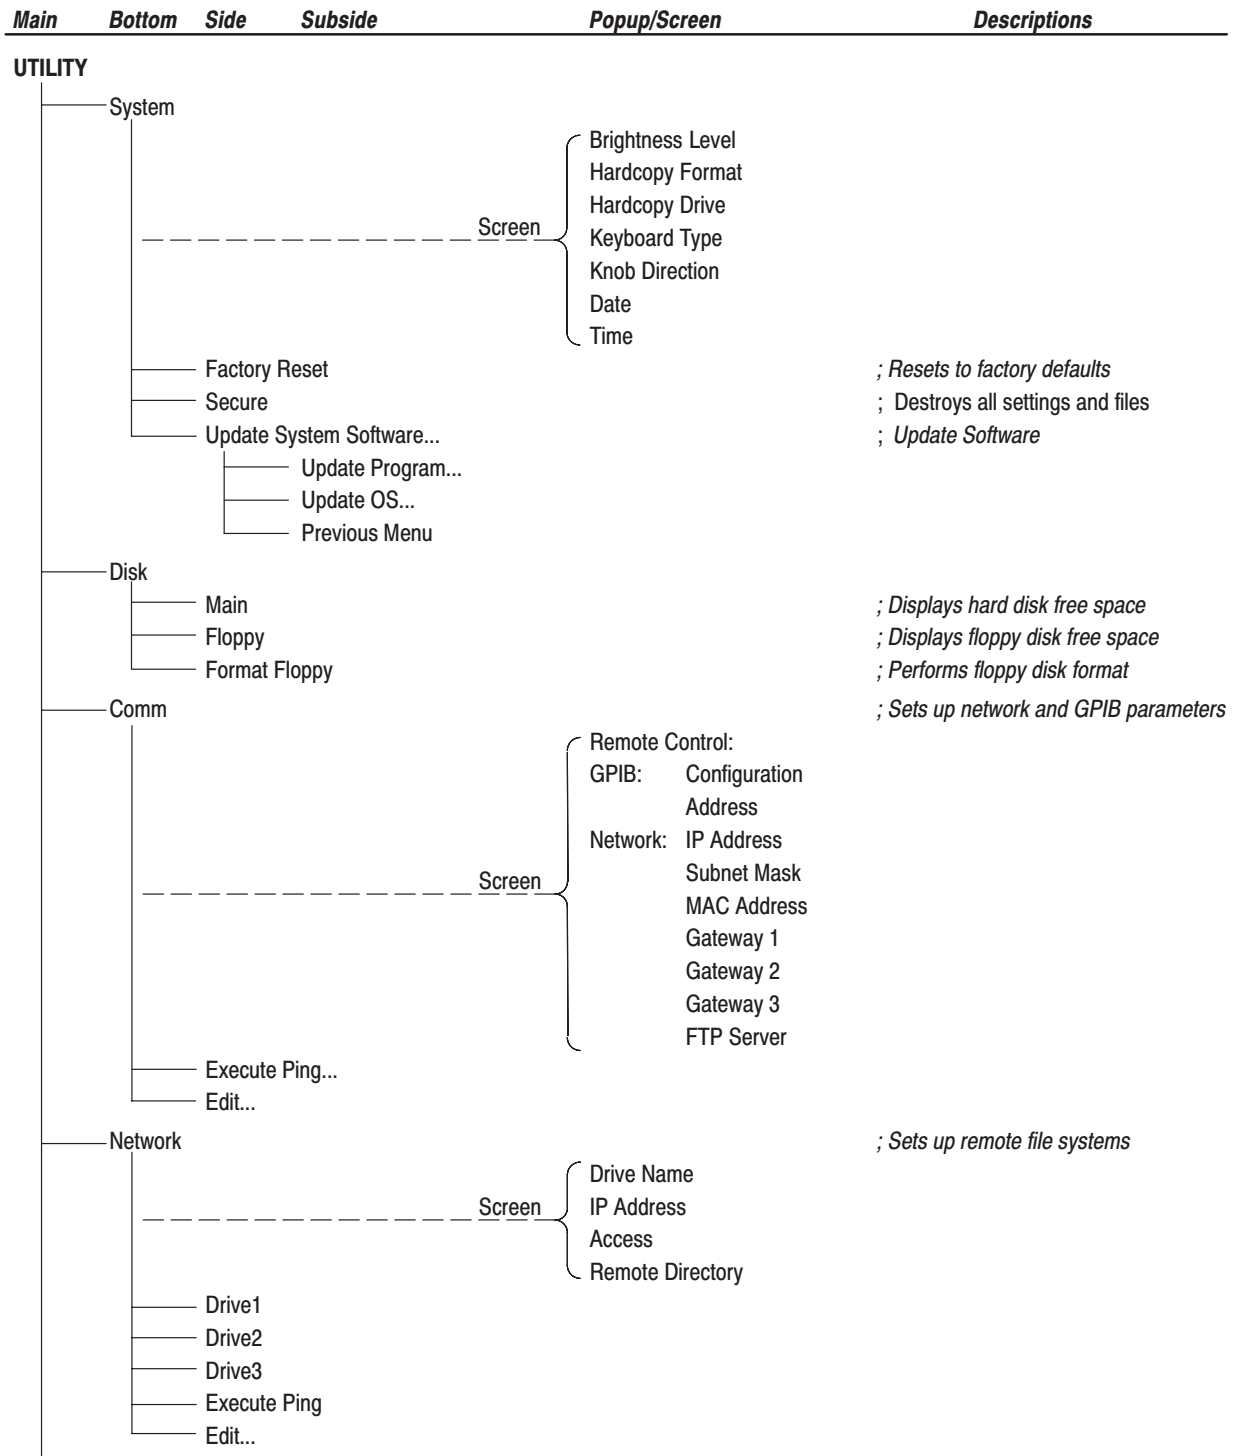 Main Bottom Side Subside Popup/Screen Descriptions
UTILITY
System
Brightness Level
Hardcopy Format
Hardcopy Drive
Screen
Keyboard Type
Knob Direction
Date
Time
Factory Reset ; Resets to factory defaults
Secure ; Destroys all settings and files
Update System Software... ; Update Software
Update Program...
Update OS...
Previous Menu
Disk
Main ; Displays hard disk free space
Floppy ; Displays floppy disk free space
Format Floppy ; Performs floppy disk format
Comm ; Sets up network and GPIB parameters
Remote Control:
GPIB: Configuration
Address
Network: IP Address
Subnet Mask
Screen
MAC Address
Gateway 1
Gateway 2
Gateway 3
FTP Server
Execute Ping...
Edit...
Network ; Sets up remote file systems
Drive Name
Screen IP Address
Access
Remote Directory
Drive1
Drive2
Drive3
Execute Ping
Edit...